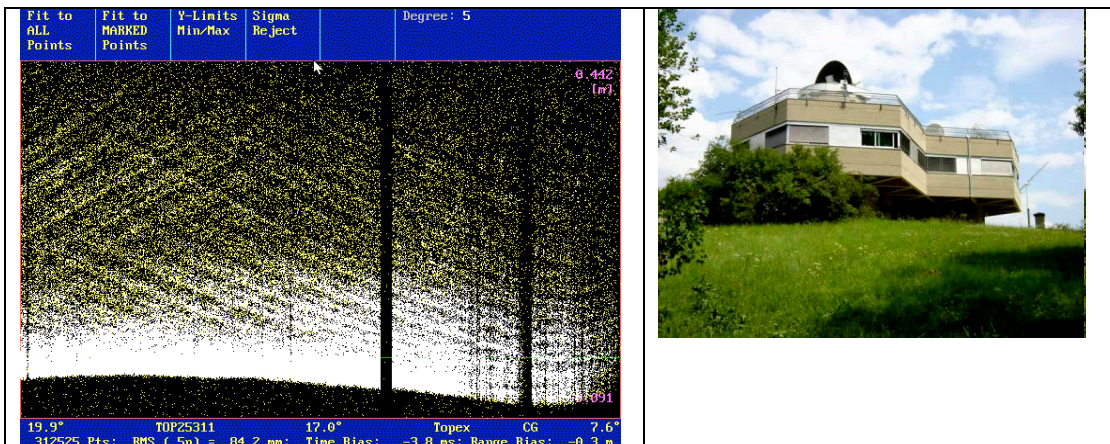 Fit to ALL Points
Fit to MARKED Points
Y-Limits Min/Max
Sigma Reject
Degree: 5
0.442
[m]
19.9° TOP25311 17.0° Topex CG 7.6°
312525 Pts: RMS ( 5n) = 84.2 mm: Time Bias: -3.8 ms: Range Bias: -0.3 m